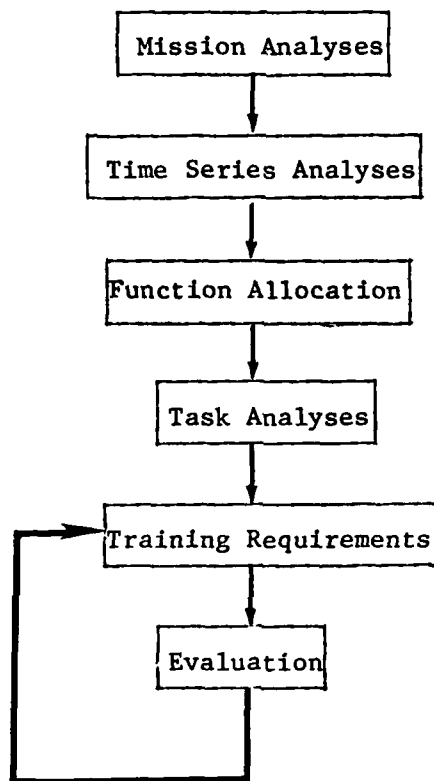 Mission Analyses
Time Series Analyses
Function Allocation
Task Analyses
Training Requirements
Evaluation